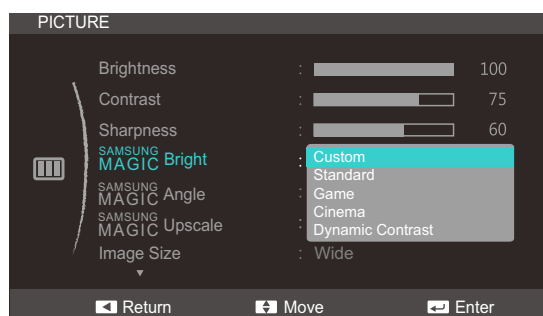 PICTURE
Brightness : 100
Contrast : 75
Sharpness : 60
SAMSUNG MAGIC Bright : Custom
Standard
SAMSUNG MAGIC Angle : Game
Cinema
SAMSUNG MAGIC Upscale : Dynamic Contrast
Image Size : Wide
Return Move Enter